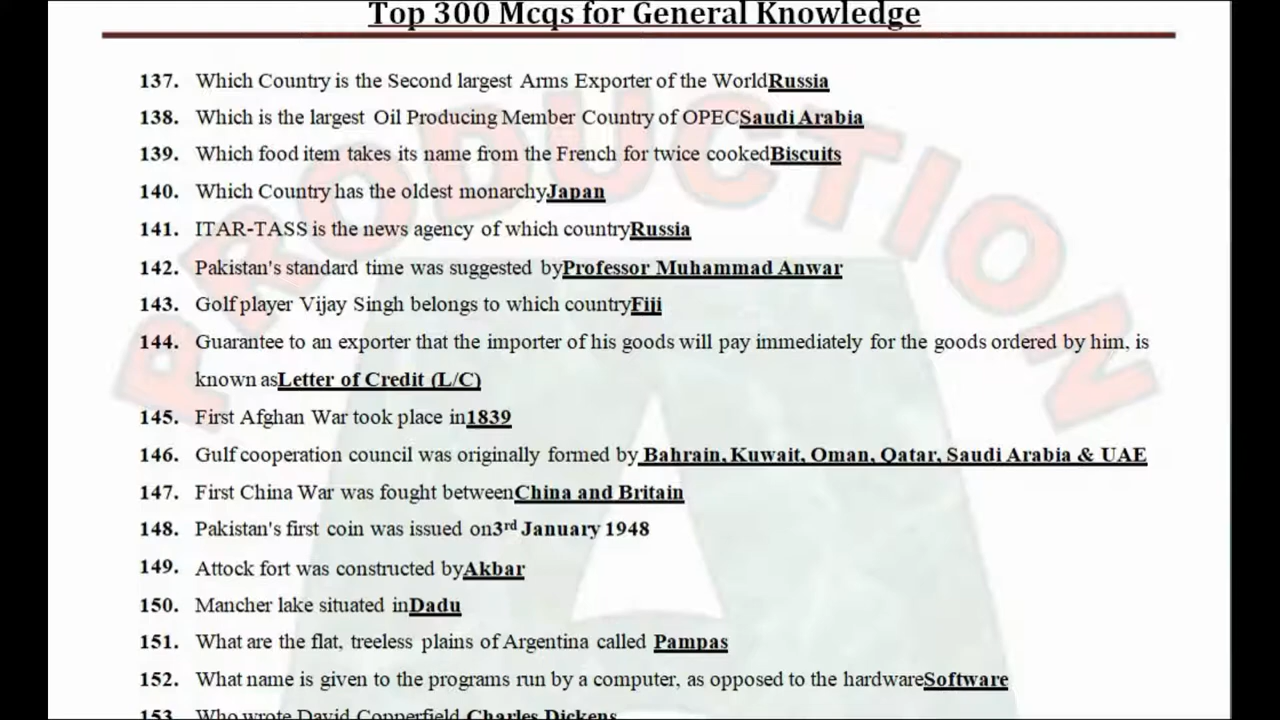 Top 300 Mcqs for General Knowledge
137. Which Country is the Second largest Arms Exporter of the WorldRussia
138. Which is the largest Oil Producing Member Country of OPECSaudi Arabia
139. Which food item takes its name from the French for twice cookedBiscuits
140. Which Country has the oldest monarchyJapan
141. ITAR-TASS is the news agency of which countryRussia
142. Pakistan's standard time was suggested byProfessor Muhammad Anwar
143. Golf player Vijay Singh belongs to which countryFiji
144. Guarantee to an exporter that the importer of his goods will pay immediately for the goods ordered by him, is
known asLetter of Credit (L/C)
145. First Afghan War took place in1839
146. Gulf cooperation council was originally formed by Bahrain, Kuwait, Oman, Qatar, Saudi Arabia & UAE
147. First China War was fought betweenChina and Britain
148. Pakistan's first coin was issued on3rd January 1948
149. Attock fort was constructed byAkbar
150. Mancher lake situated inDadu
151. What are the flat, treeless plains of Argentina called Pampas
152. What name is given to the programs run by a computer, as opposed to the hardwareSoftware
153. Who wrote David Copperfield Charles Dickens
PRODUCTION
A